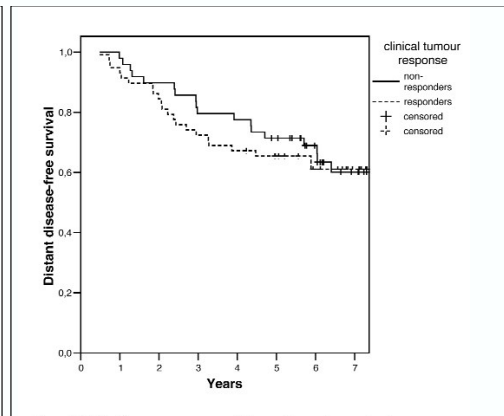 clinical tumour
response
non-
responders
responders
censored
censored
1,0
0,8
0,6
0,4
0,2
0,0
Distant disease-free survival
0 1 2 3 4 5 6 7
Years